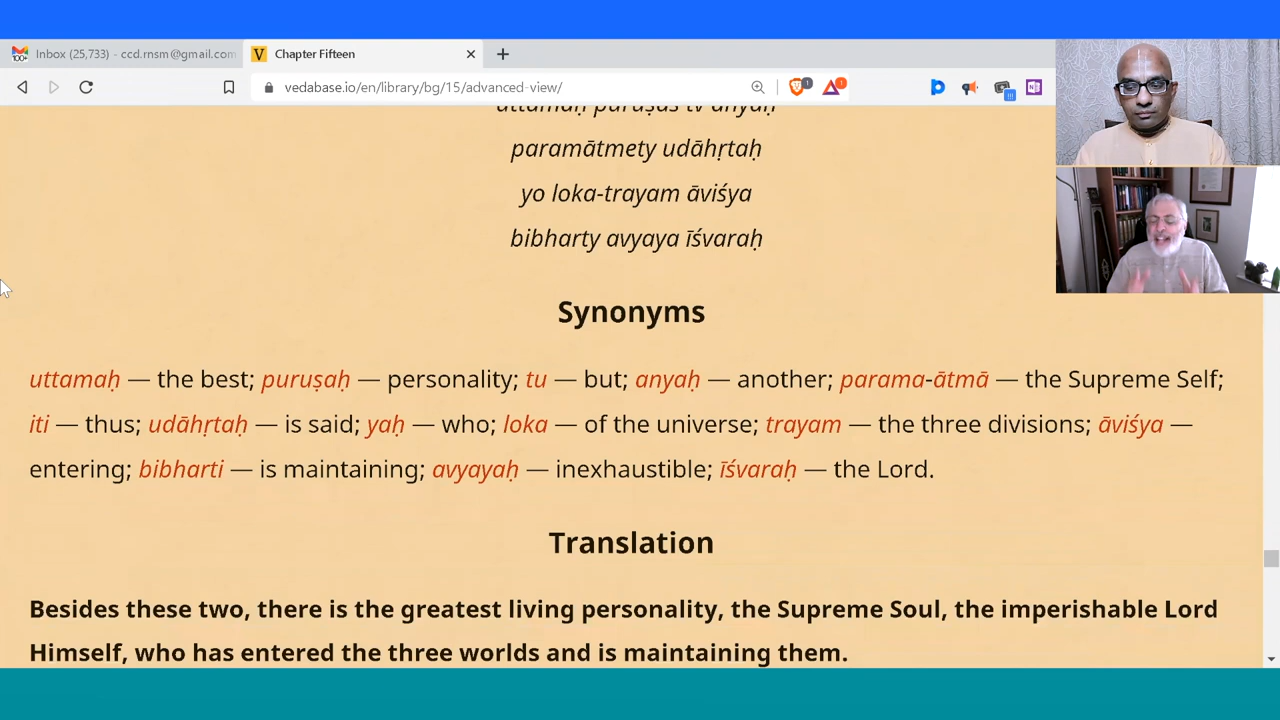 Inbox (25,733) - ccd.rnsm@gmail.com
Chapter Fifteen
vedabase.io/en/library/bg/15/advanced-view/
uttamaḥ puruṣas tv anyaḥ
paramātmety udāhṛtaḥ
yo loka-trayam āviśya
bibharty avyaya īśvaraḥ
Synonyms
uttamaḥ — the best; puruṣaḥ — personality; tu — but; anyaḥ — another; parama-ātmā — the Supreme Self;
iti — thus; udāhṛtaḥ — is said; yaḥ — who; loka — of the universe; trayam — the three divisions; āviśya —
entering; bibharti — is maintaining; avyayaḥ — inexhaustible; īśvaraḥ — the Lord.
Translation
Besides these two, there is the greatest living personality, the Supreme Soul, the imperishable Lord
Himself, who has entered the three worlds and is maintaining them.